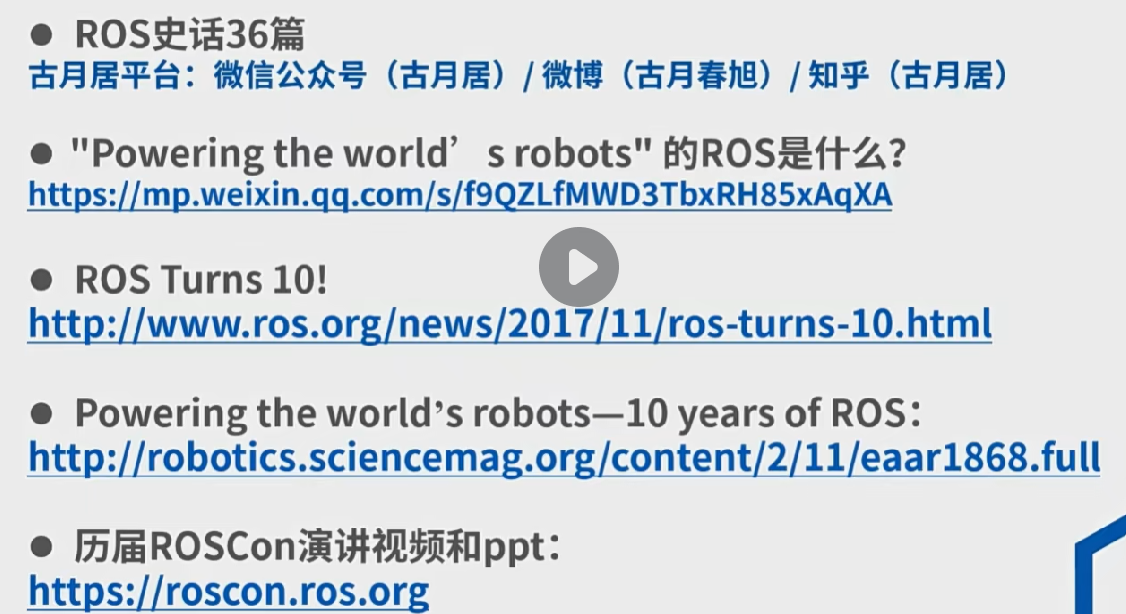 ● ROS史话36篇
古月居平台：微信公众号（古月居）/ 微博（古月春旭）/ 知乎（古月居）
● "Powering the world’s robots" 的ROS是什么？
https://mp.weixin.qq.com/s/f9QZLfMWD3TbxRH85xAqXA
● ROS Turns 10!
http://www.ros.org/news/2017/11/ros-turns-10.html
● Powering the world’s robots—10 years of ROS：
http://robotics.sciencemag.org/content/2/11/eaar1868.full
● 历届ROSCon演讲视频和ppt：
https://roscon.ros.org